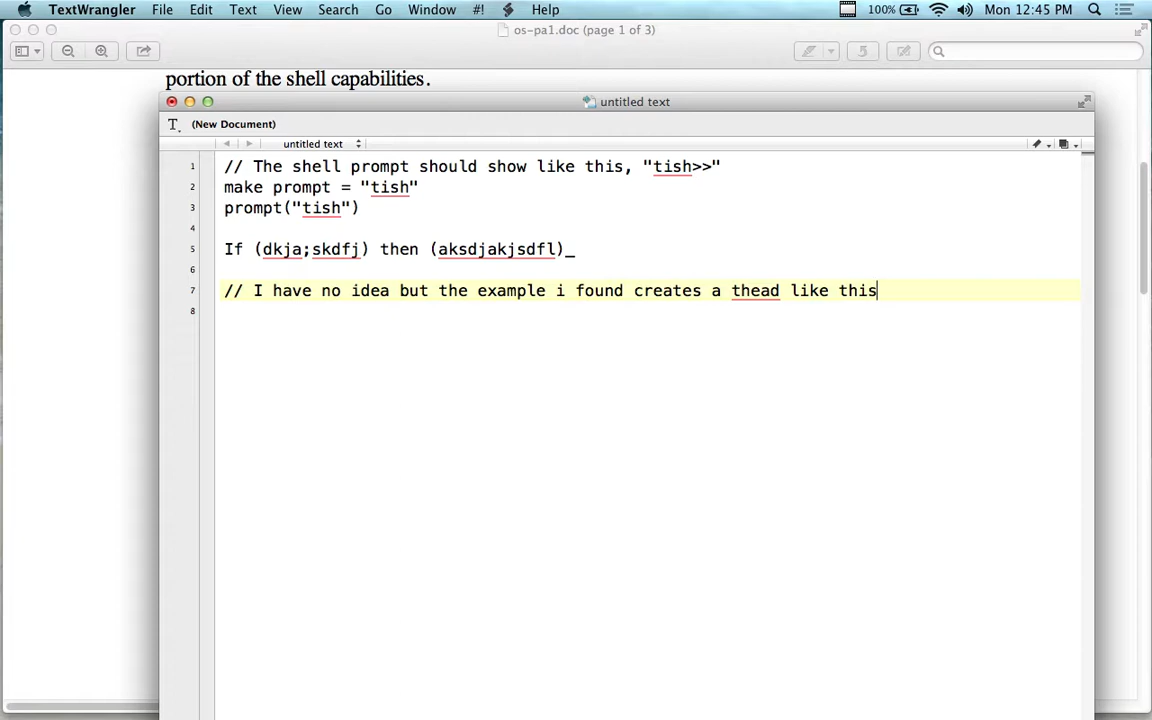 TextWrangler File Edit Text View Search Go Window #! Help 100% Mon 12:45 PM
os-pa1.doc (page 1 of 3)
portion of the shell capabilities.
untitled text
(New Document)
untitled text
1 // The shell prompt should show like this, "tish>>"
2 make prompt = "tish"
3 prompt("tish")
4
5 If (dkja;skdfj) then (aksdjakjsdfl)_
6
7 // I have no idea but the example i found creates a thead like this
8